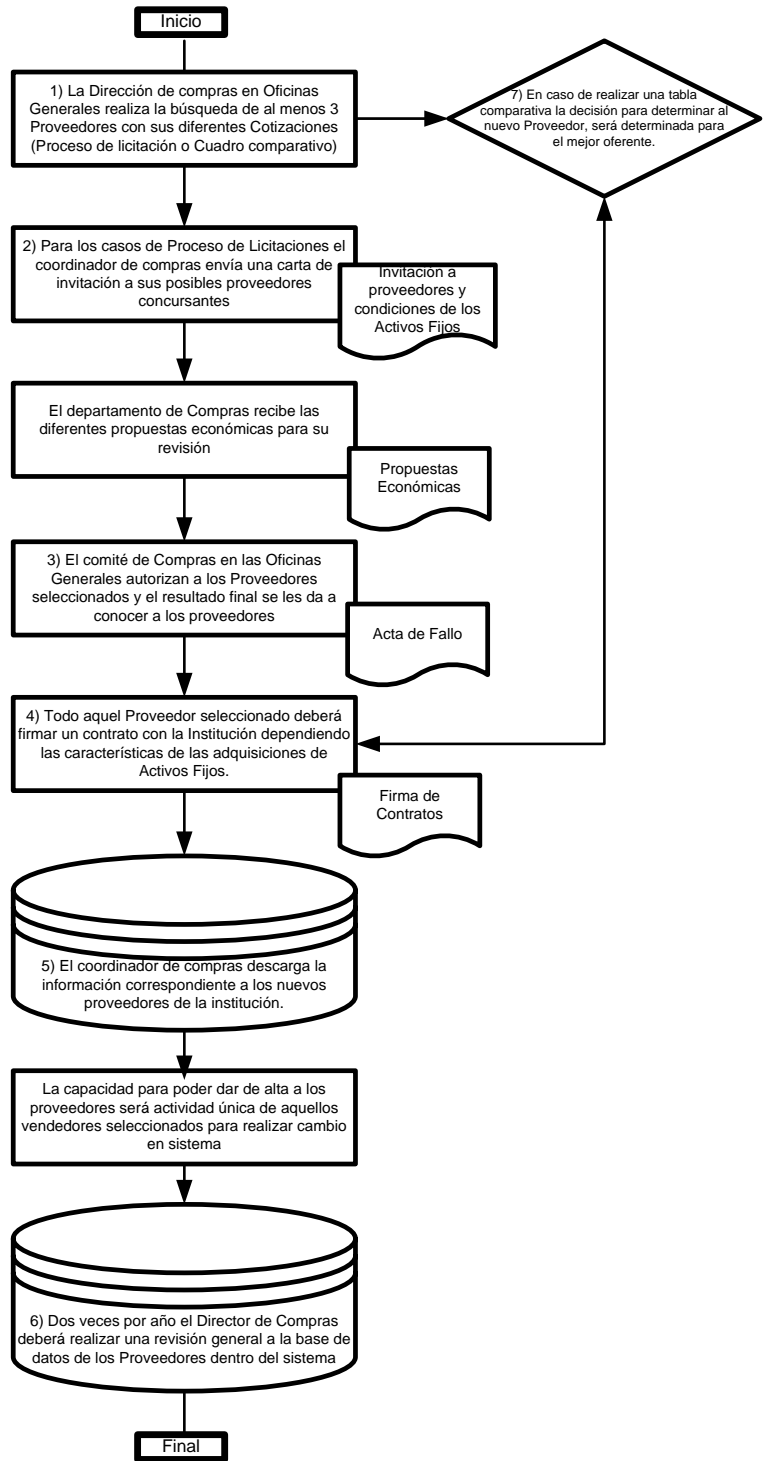 Inicio
1) La Dirección de compras en Oficinas
Generales realiza la búsqueda de al menos 3
Proveedores con sus diferentes Cotizaciones
(Proceso de licitación o Cuadro comparativo)
7) En caso de realizar una tabla
comparativa la decisión para determinar al
nuevo Proveedor, será determinada para
el mejor oferente.
2) Para los casos de Proceso de Licitaciones el
coordinador de compras envía una carta de
invitación a sus posibles proveedores
concursantes
Invitación a
proveedores y
condiciones de los
Activos Fijos
El departamento de Compras recibe las
diferentes propuestas económicas para su
revisión
Propuestas
Económicas
3) El comité de Compras en las Oficinas
Generales autorizan a los Proveedores
seleccionados y el resultado final se les da a
conocer a los proveedores
Acta de Fallo
4) Todo aquel Proveedor seleccionado deberá
firmar un contrato con la Institución dependiendo
las características de las adquisiciones de
Activos Fijos.
Firma de
Contratos
5) El coordinador de compras descarga la
información correspondiente a los nuevos
proveedores de la institución.
La capacidad para poder dar de alta a los
proveedores será actividad única de aquellos
vendedores seleccionados para realizar cambio
en sistema
6) Dos veces por año el Director de Compras
deberá realizar una revisión general a la base de
datos de los Proveedores dentro del sistema
Final